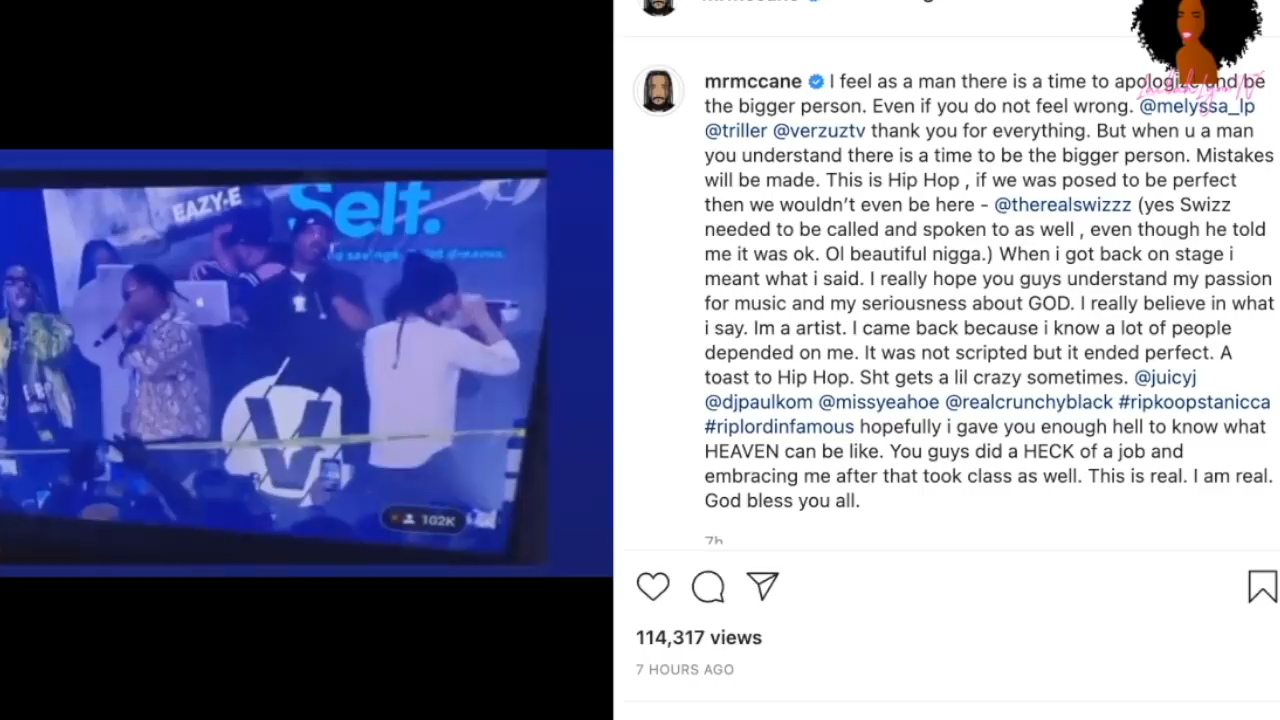 EAZY-E
Self.
102K
mrmccane I feel as a man there is a time to apologize and be
the bigger person. Even if you do not feel wrong. @melyssa_lp
@triller @verzuztv thank you for everything. But when u a man
you understand there is a time to be the bigger person. Mistakes
will be made. This is Hip Hop , if we was posed to be perfect
then we wouldn't even be here - @therealswizzz (yes Swizz
needed to be called and spoken to as well , even though he told
me it was ok. Ol beautiful nigga.) When i got back on stage i
meant what i said. I really hope you guys understand my passion
for music and my seriousness about GOD. I really believe in what
i say. Im a artist. I came back because i know a lot of people
depended on me. It was not scripted but it ended perfect. A
toast to Hip Hop. Sht gets a lil crazy sometimes. @juicyj
@djpaulkom @missyeahoe @realcrunchyblack #ripkoopstanicca
#riplordinfamous hopefully i gave you enough hell to know what
HEAVEN can be like. You guys did a HECK of a job and
embracing me after that took class as well. This is real. I am real.
God bless you all.
7h
114,317 views
7 HOURS AGO